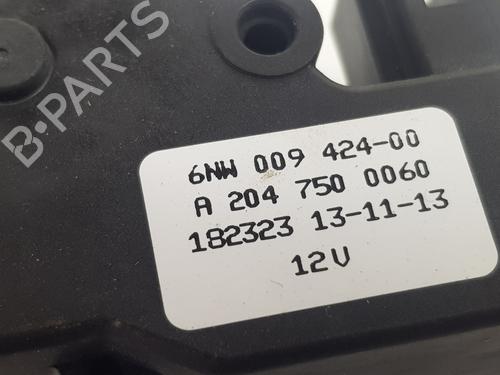 B-PARTS
6NW 009 424-00
A 204 750 0060
182323 13-11-13
12V